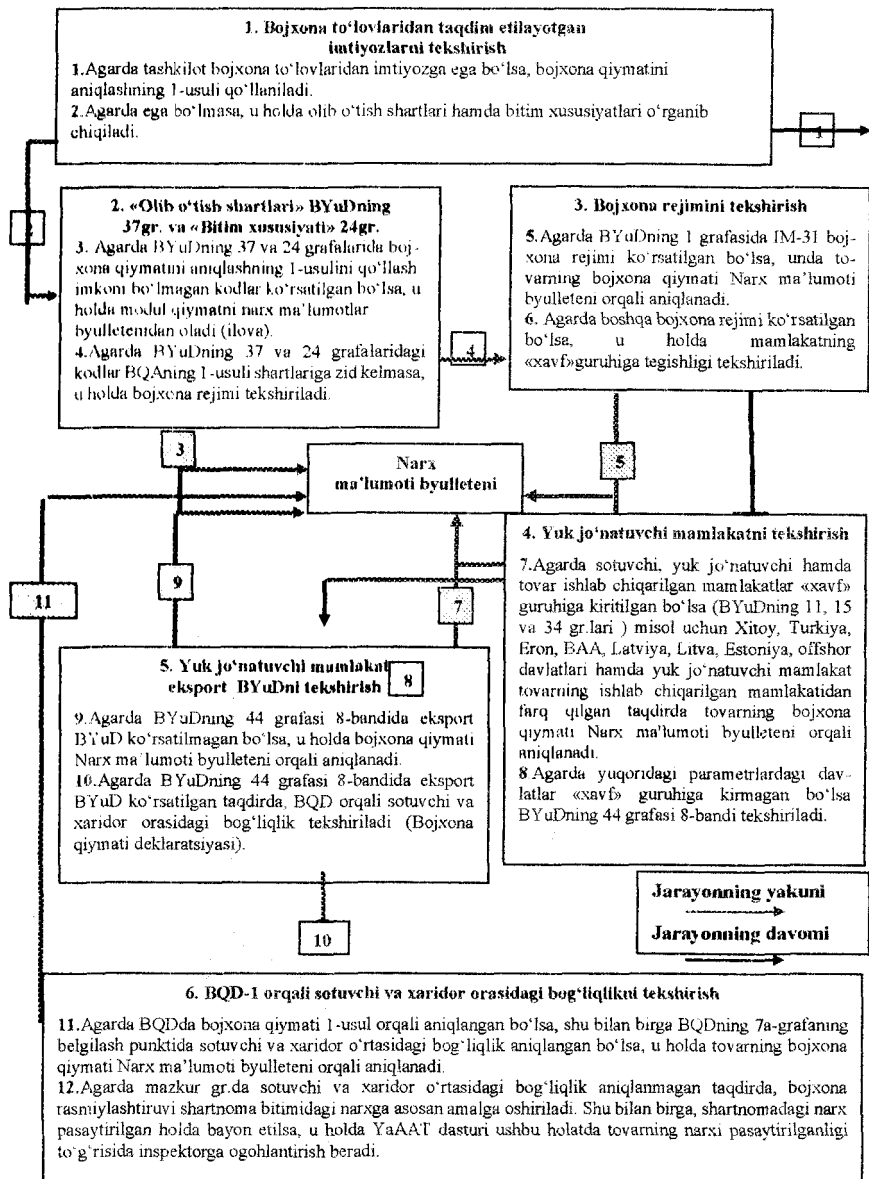 1. Bojxona to‘lovlaridan taqdim etilayotgan
imtiyozlarni tekshirish
1.Agarda tashkilot bojxona to‘lovlaridan imtiyozga ega bo‘lsa, bojxona qiymatini
aniqlashning 1-usuli qo‘llaniladi.
2.Agarda ega bo‘lmasa, u holda olib o‘tish shartlari hamda bitim xususiyatlari o‘rganib
chiqiladi.
1
2
2. «Olib o‘tish shartlari» BYuDning
37gr. va «Bitim xususiyati» 24gr.
3. Agarda BYuDning 37 va 24 grafalarida boj-
xona qiymatini aniqlashning 1-usulini qo‘llash
imkoni bo‘lmagan kodlar ko‘rsatilgan bo‘lsa, u
holda modul qiymatni narx ma’lumotlar
byulletenidan oladi (ilova).
4.Agarda BYuDning 37 va 24 grafalaridagi
kodlar BQAning 1-usuli shartlariga zid kelmasa,
u holda bojxona rejimi tekshiriladi.
4
3. Bojxona rejimini tekshirish
5.Agarda BYuDning 1 grafasida IM-31 boj-
xona rejimi ko‘rsatilgan bo‘lsa, unda to-
varning bojxona qiymati Narx ma’lumoti
byulleteni orqali aniqlanadi.
6. Agarda boshqa bojxona rejimi ko‘rsatilgan
bo‘lsa, u holda mamlakatning
«xavf»guruhiga tegishligi tekshiriladi.
3
Narx
ma’lumoti byulleteni
5
9
11
7
4. Yuk jo‘natuvchi mamlakatni tekshirish
7.Agarda sotuvchi, yuk jo‘natuvchi hamda
tovar ishlab chiqarilgan mamlakatlar «xavf»
guruhiga kiritilgan bo‘lsa (BYuDning 11, 15
va 34 gr.lari ) misol uchun Xitoy, Turkiya,
Eron, BAA, Latviya, Litva, Estoniya, offshor
davlatlari hamda yuk jo‘natuvchi mamlakat
tovarning ishlab chiqarilgan mamlakatidan
farq qilgan taqdirda tovarning bojxona
qiymati Narx ma’lumoti byulleteni orqali
aniqlanadi.
8 Agarda yuqoridagi parametrlardagi dav-
latlar «xavf» guruhiga kirmagan bo‘lsa
BYuDning 44 grafasi 8-bandi tekshiriladi.
5. Yuk jo‘natuvchi mamlakat
eksport BYuDni tekshirish
8
9.Agarda BYuDning 44 grafasi 8-bandida eksport
BYuD ko‘rsatilmagan bo‘lsa, u holda bojxona qiymati
Narx ma’lumoti byulleteni orqali aniqlanadi.
10.Agarda BYuDning 44 grafasi 8-bandida eksport
BYuD ko‘rsatilgan taqdirda, BQD orqali sotuvchi va
xaridor orasidagi bog‘liqlik tekshiriladi (Bojxona
qiymati deklaratsiyasi).
10
Jarayonning yakuni
Jarayonning davomi
6. BQD-1 orqali sotuvchi va xaridor orasidagi bog‘liqlikni tekshirish
11.Agarda BQDda bojxona qiymati 1-usul orqali aniqlangan bo‘lsa, shu bilan birga BQDning 7a-grafaning
belgilash punktida sotuvchi va xaridor o‘rtasidagi bog‘liqlik aniqlangan bo‘lsa, u holda tovarning bojxona
qiymati Narx ma’lumoti byulleteni orqali aniqlanadi.
12.Agarda mazkur gr.da sotuvchi va xaridor o‘rtasidagi bog‘liqlik aniqlanmagan taqdirda, bojxona
rasmiylashtiruvi shartnoma bitimidagi narxga asosan amalga oshiriladi. Shu bilan birga, shartnomadagi narx
pasaytirilgan holda bayon etilsa, u holda YaAAT dasturi ushbu holatda tovarning narxi pasaytirilganligi
to‘g‘risida inspektorga ogohlantirish beradi.